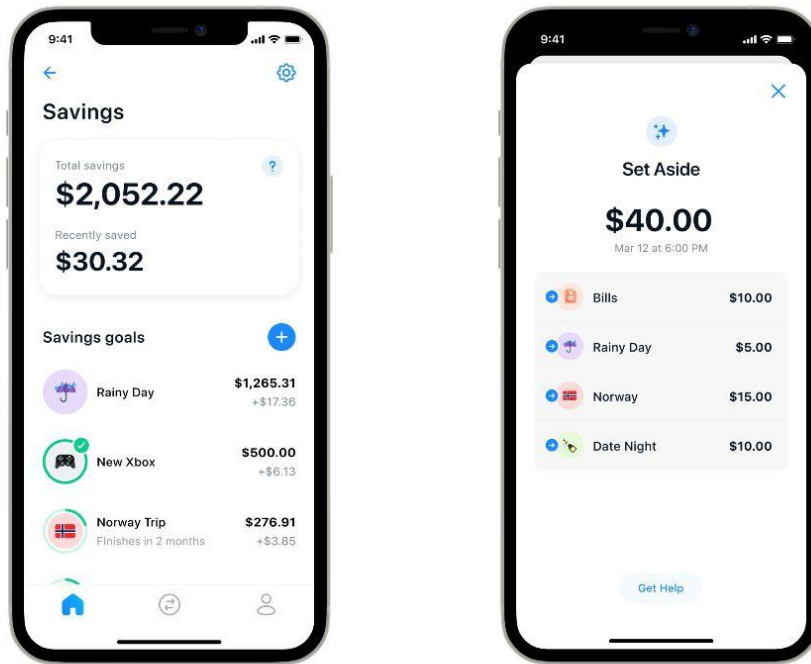 9:41
Savings
Total savings
?
$2,052.22
Recently saved
$30.32
Savings goals
+
Rainy Day
$1,265.31
+$17.36
New Xbox
$500.00
+$6.13
Norway Trip
$276.91
Finishes in 2 months
+$3.85
9:41
Set Aside
$40.00
Mar 12 at 6:00 PM
Bills
$10.00
Rainy Day
$5.00
Norway
$15.00
Date Night
$10.00
Get Help